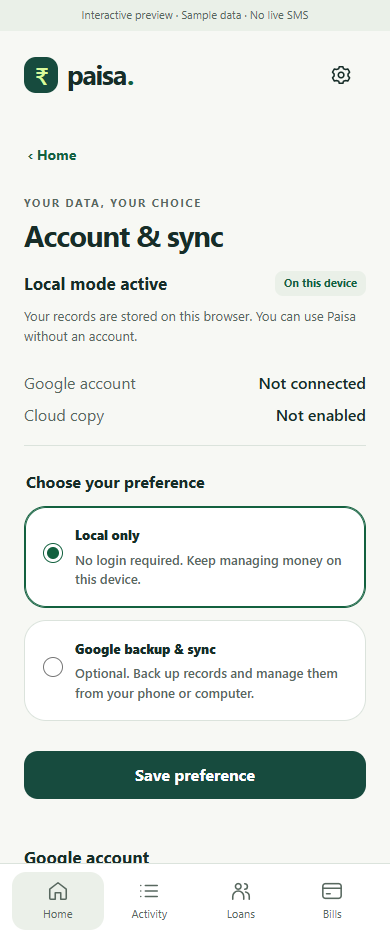 Interactive preview · Sample data · No live SMS
₹ paisa.
‹ Home
YOUR DATA, YOUR CHOICE
Account & sync
Local mode active
On this device
Your records are stored on this browser. You can use Paisa
without an account.
Google account Not connected
Cloud copy Not enabled
Choose your preference
Local only
No login required. Keep managing money on
this device.
Google backup & sync
Optional. Back up records and manage them
from your phone or computer.
Save preference
Google account
Home Activity Loans Bills